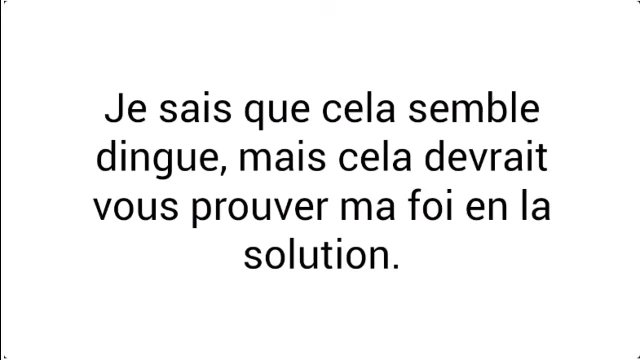 Je sais que cela semble
dingue, mais cela devrait
vous prouver ma foi en la
solution.